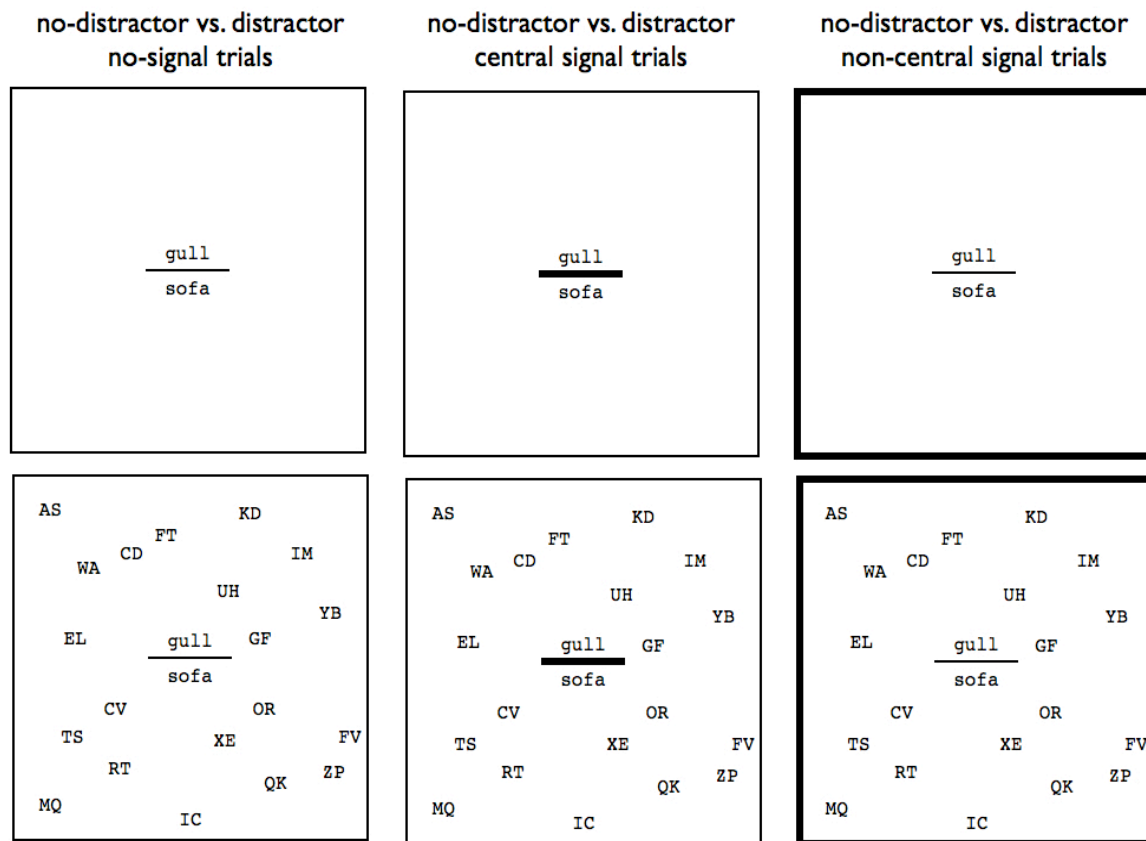 no-distractor vs. distractor
no-signal trials
no-distractor vs. distractor
central signal trials
no-distractor vs. distractor
non-central signal trials
gull
sofa
gull
sofa
gull
sofa
AS KD
FT
CD IM
WA
UH
YB
EL gull GF
sofa
CV OR
TS XE FV
RT ZP
QK
MQ
IC
AS KD
FT
CD IM
WA
UH
YB
EL gull GF
sofa
CV OR
TS XE FV
RT ZP
QK
MQ
IC
AS KD
FT
CD IM
WA
UH
YB
EL gull GF
sofa
CV OR
TS XE FV
RT ZP
QK
MQ
IC